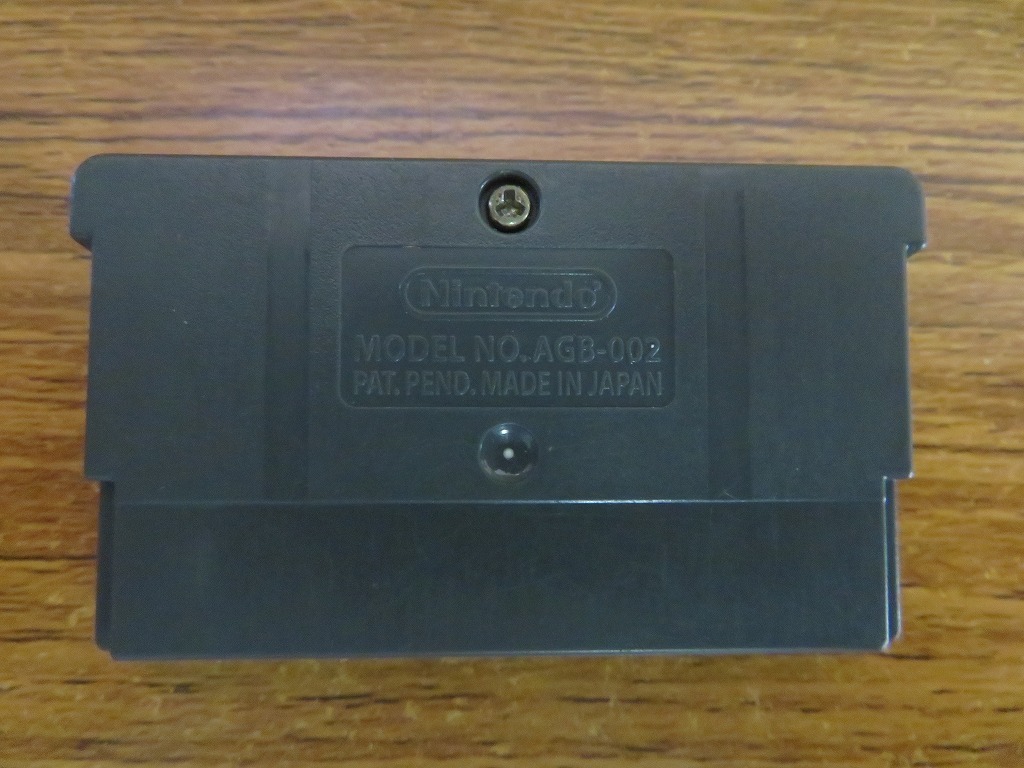 Nintendo®
MODEL NO. AGB-002
PAT. PEND. MADE IN JAPAN